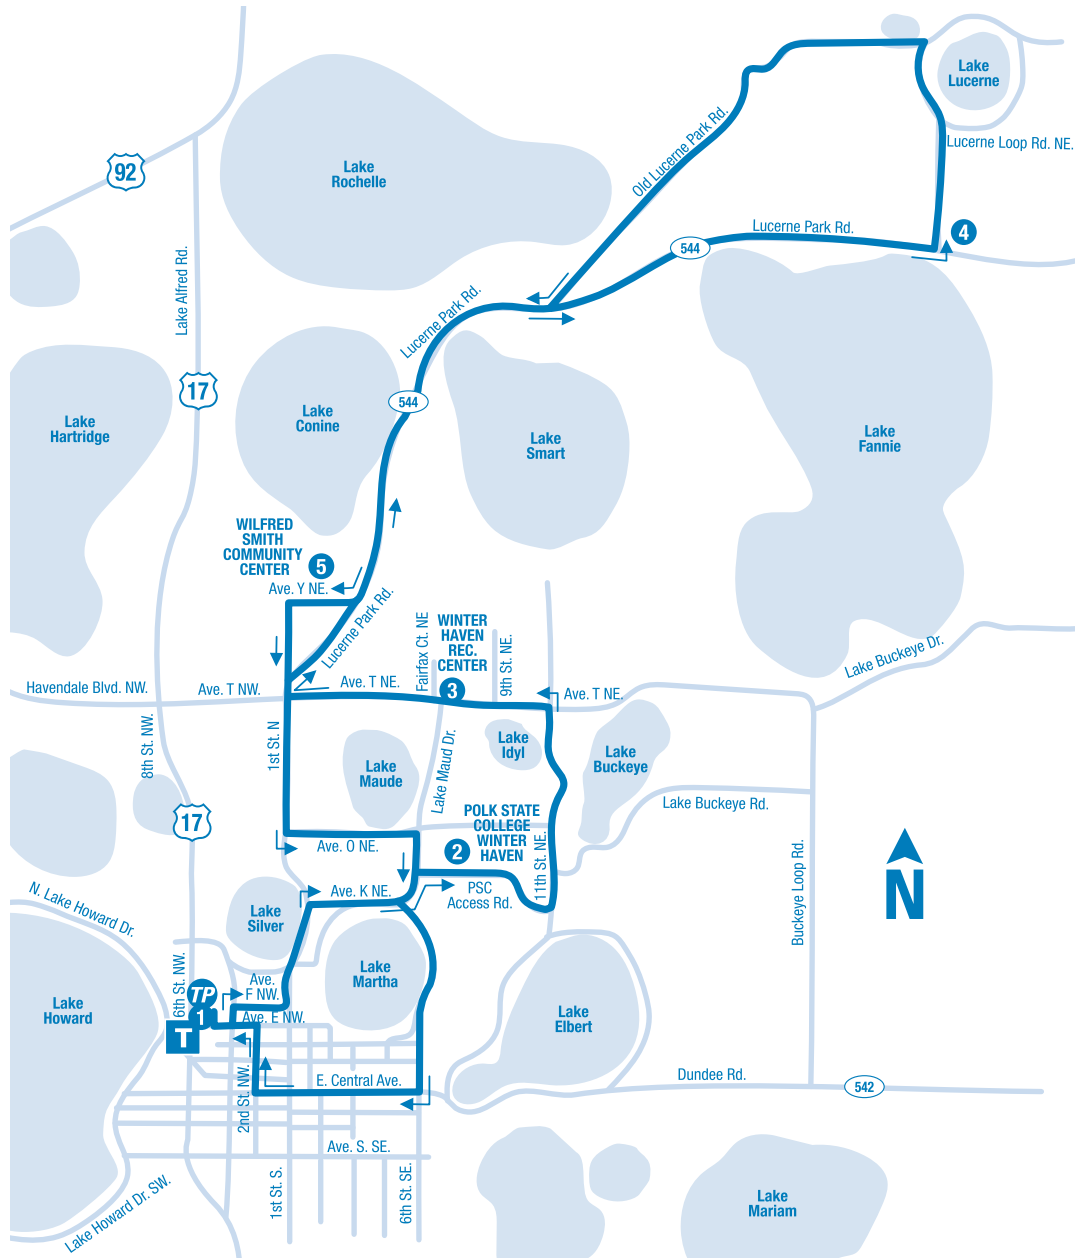 Lake
Lucerne
Lucerne Loop Rd. NE.
Old Lucerne Park Rd.
92
Lake
Rochelle
Lucerne Park Rd.
4
544
Lake Alfred Rd.
Lucerne Park Rd.
17
544
Lake
Hartridge
Lake
Conine
Lake
Smart
Lake
Fannie
WILFRED
SMITH
COMMUNITY
CENTER
5
Ave. Y NE.
Lucerne Park Rd.
Fairfax Ct. NE
WINTER
HAVEN
REC.
CENTER
3
9th St. NE.
Lake Buckeye Dr.
Havendale Blvd. NW.
Ave. T NW.
Ave. T NE.
Ave. T NE.
8th St. NW.
1st St. N
Lake
Maude
Lake Maud Dr.
Lake
Idyl
Lake
Buckeye
Lake Buckeye Rd.
17
POLK STATE
COLLEGE
WINTER
HAVEN
2
Ave. O NE.
11th St. NE.
Ave. K NE.
PSC
Access Rd.
Buckeye Loop Rd.
N
N. Lake Howard Dr.
Lake
Silver
6th St. NW.
Lake
Martha
Ave.
F NW.
TP
1
T
Ave. E NW.
Lake
Howard
Lake
Elbert
2nd St. NW.
E. Central Ave.
Dundee Rd.
542
Ave. S. SE.
Lake Howard Dr. SW.
1st St. S.
6th St. SE.
Lake
Mariam